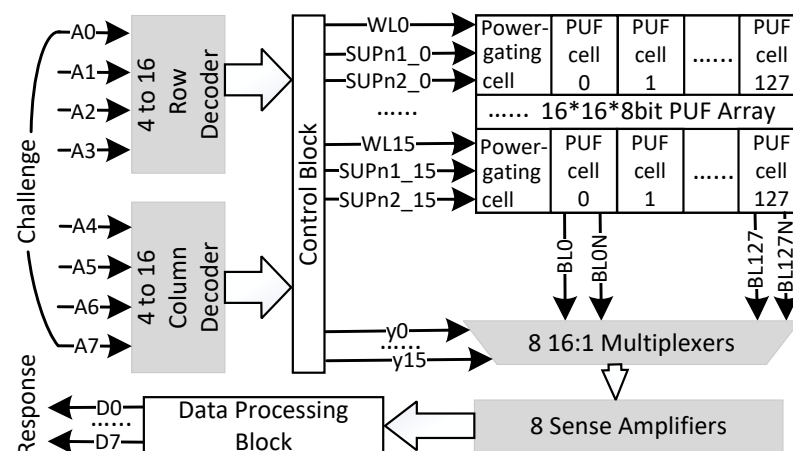 Challenge
A0
A1
A2
A3
4 to 16
Row
Decoder
A4
A5
A6
A7
4 to 16
Column
Decoder
Control Block
WL0
SUPn1_0
SUPn2_0
......
WL15
SUPn1_15
SUPn2_15
Power-
gating
cell
PUF
cell
0
PUF
cell
1
......
PUF
cell
127
...... 16*16*8bit PUF Array
Power-
gating
cell
PUF
cell
0
PUF
cell
1
......
PUF
cell
127
BL0
BL0N
BL127
BL127N
y0
......
y15
8 16:1 Multiplexers
8 Sense Amplifiers
Data Processing
Block
D0
......
D7
Response